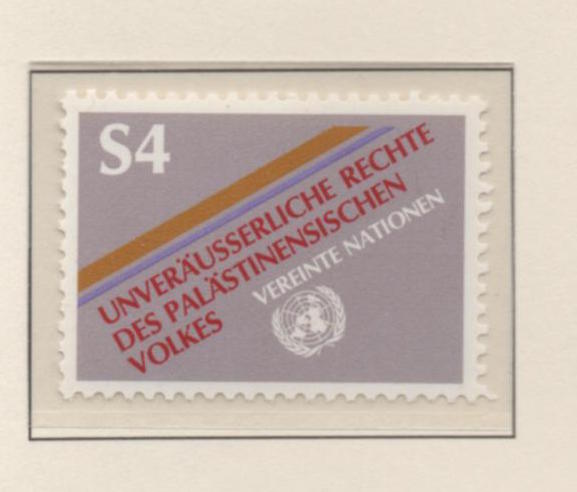 S4
UNVERÄUSSERLICHE RECHTE
DES PALÄSTINENSISCHEN
VOLKES
VEREINTE NATIONEN